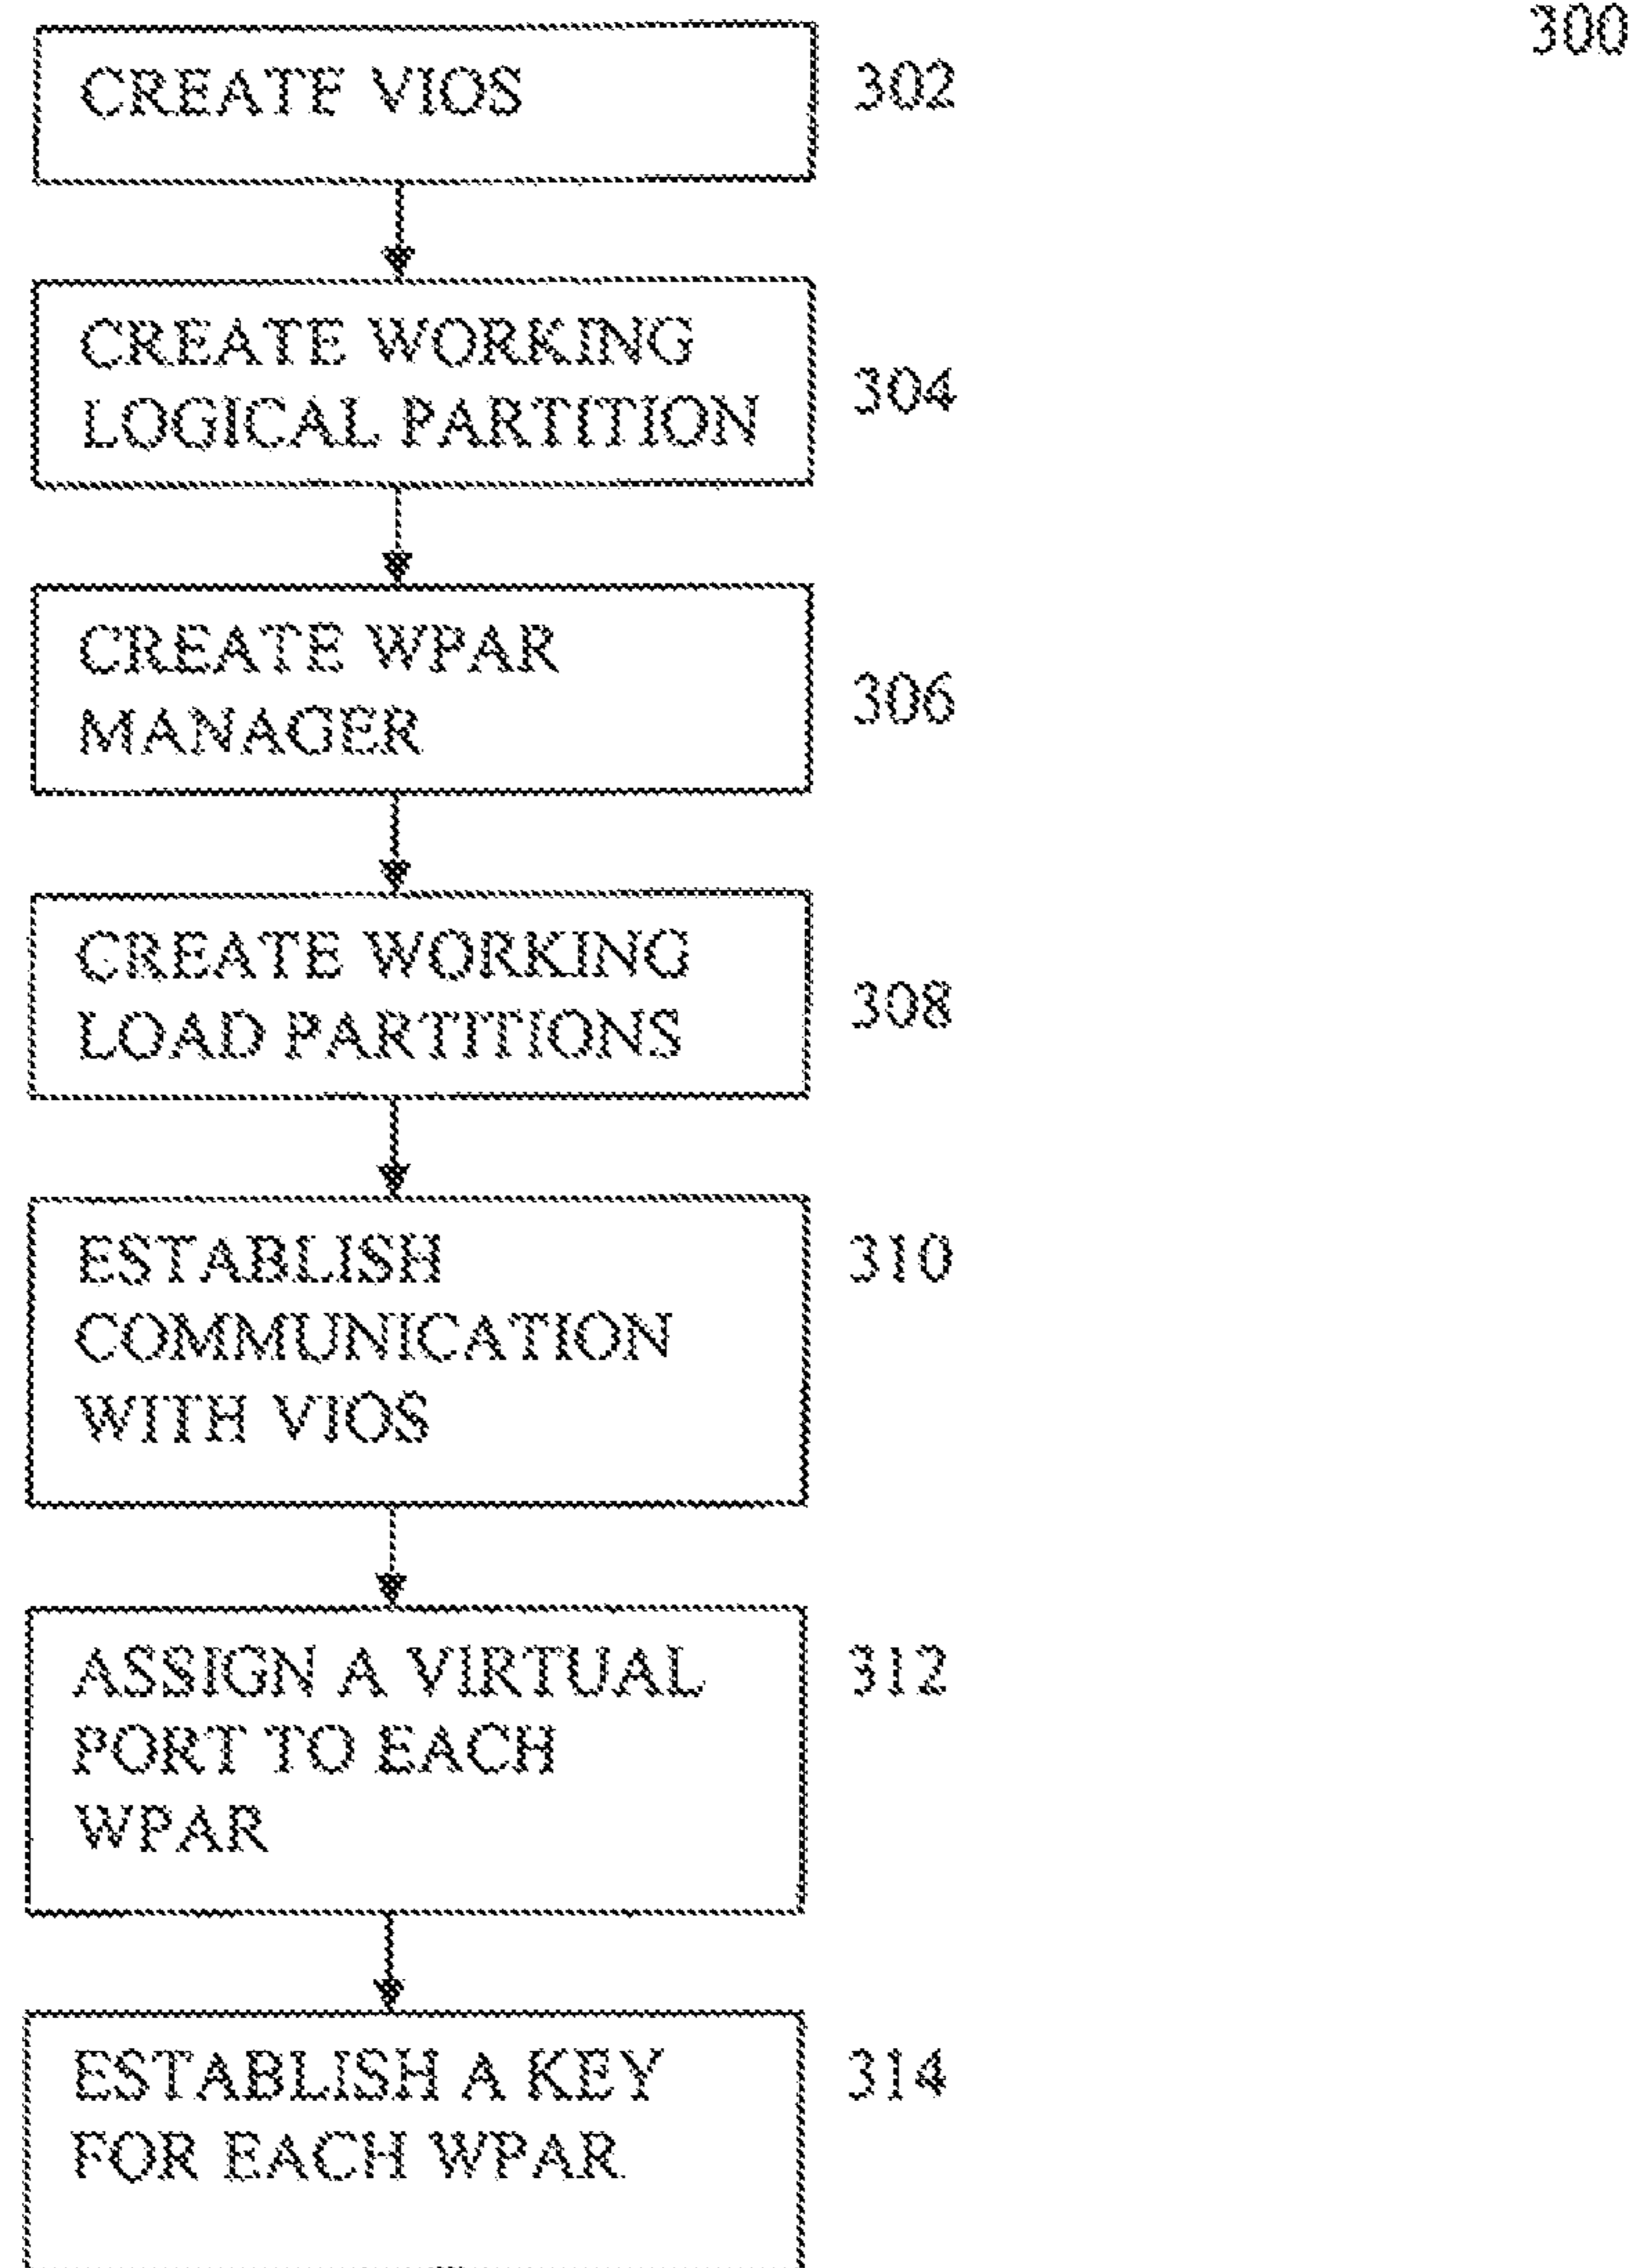 300
CREATE VIOS
302
CREATE WORKING
LOGICAL PARTITION
304
CREATE WPAR
MANAGER
306
CREATE WORKING
LOAD PARTITIONS
308
ESTABLISH
COMMUNICATION
WITH VIOS
310
ASSIGN A VIRTUAL
PORT TO EACH
WPAR
312
ESTABLISH A KEY
FOR EACH WPAR
314